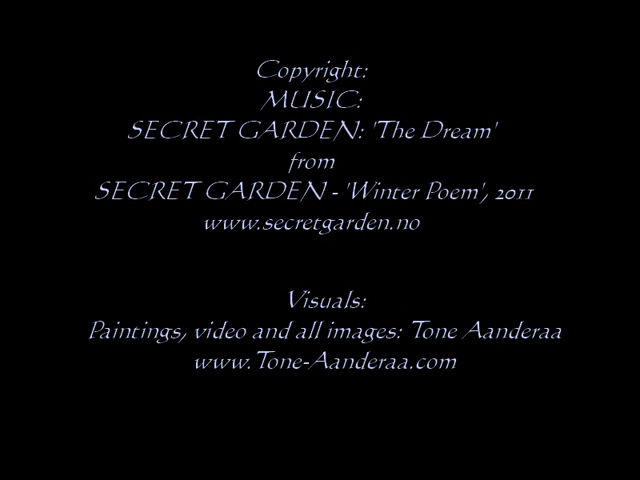 Copyright:
MUSIC:
SECRET GARDEN: 'The Dream'
from
SECRET GARDEN - 'Winter Poem', 2011
www.secretgarden.no
Visuals:
Paintings, video and all images: Tone Aanderaa
www.Tone-Aanderaa.com